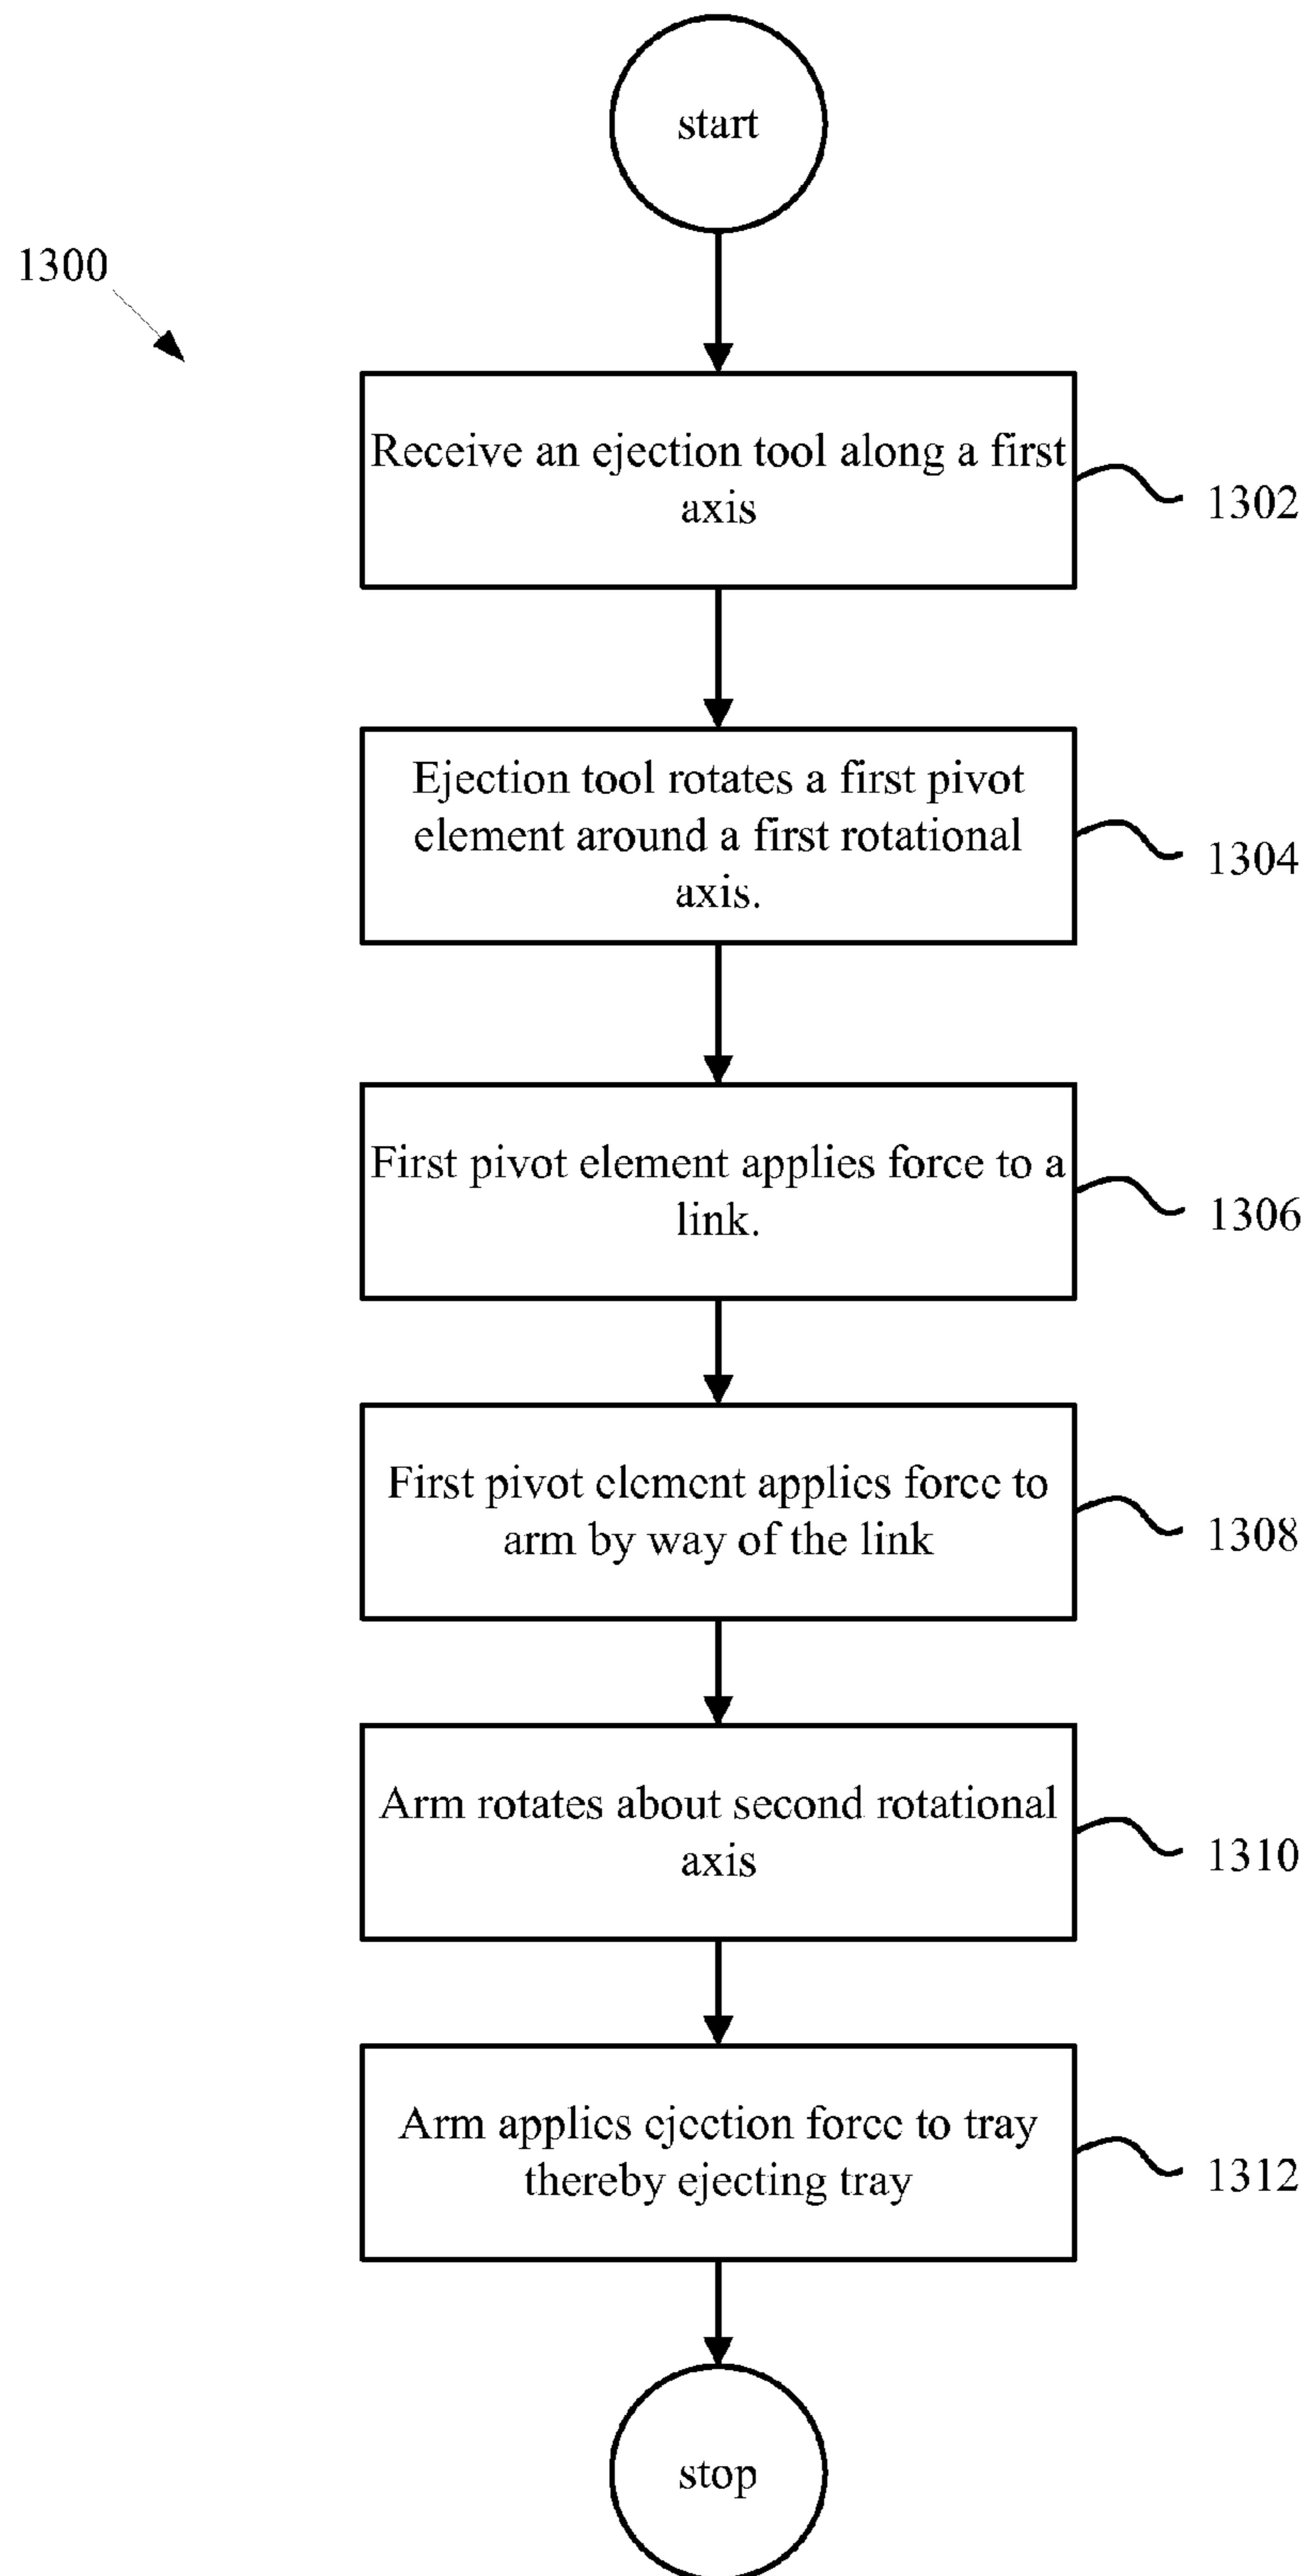 start
1300
Receive an ejection tool along a first
axis
1302
Ejection tool rotates a first pivot
element around a first rotational
axis.
1304
First pivot element applies force to a
link.
1306
First pivot element applies force to
arm by way of the link
1308
Arm rotates about second rotational
axis
1310
Arm applies ejection force to tray
thereby ejecting tray
1312
stop